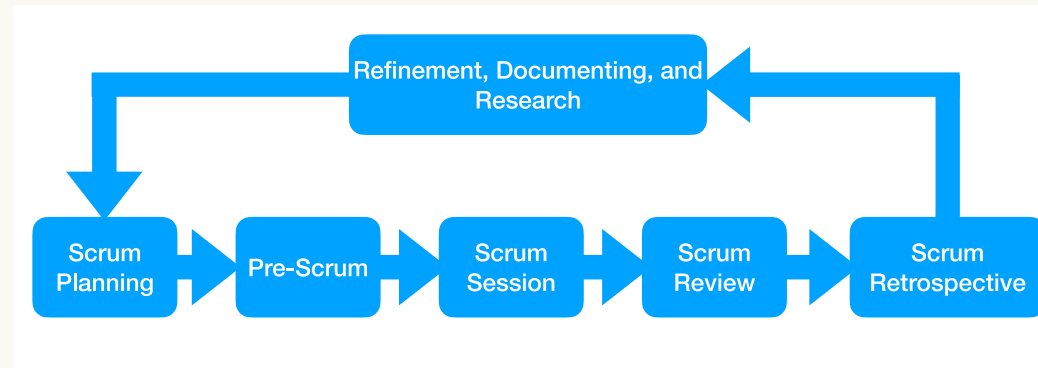 Refinement, Documenting, and
Research
Scrum
Planning
Pre-Scrum
Scrum
Session
Scrum
Review
Scrum
Retrospective